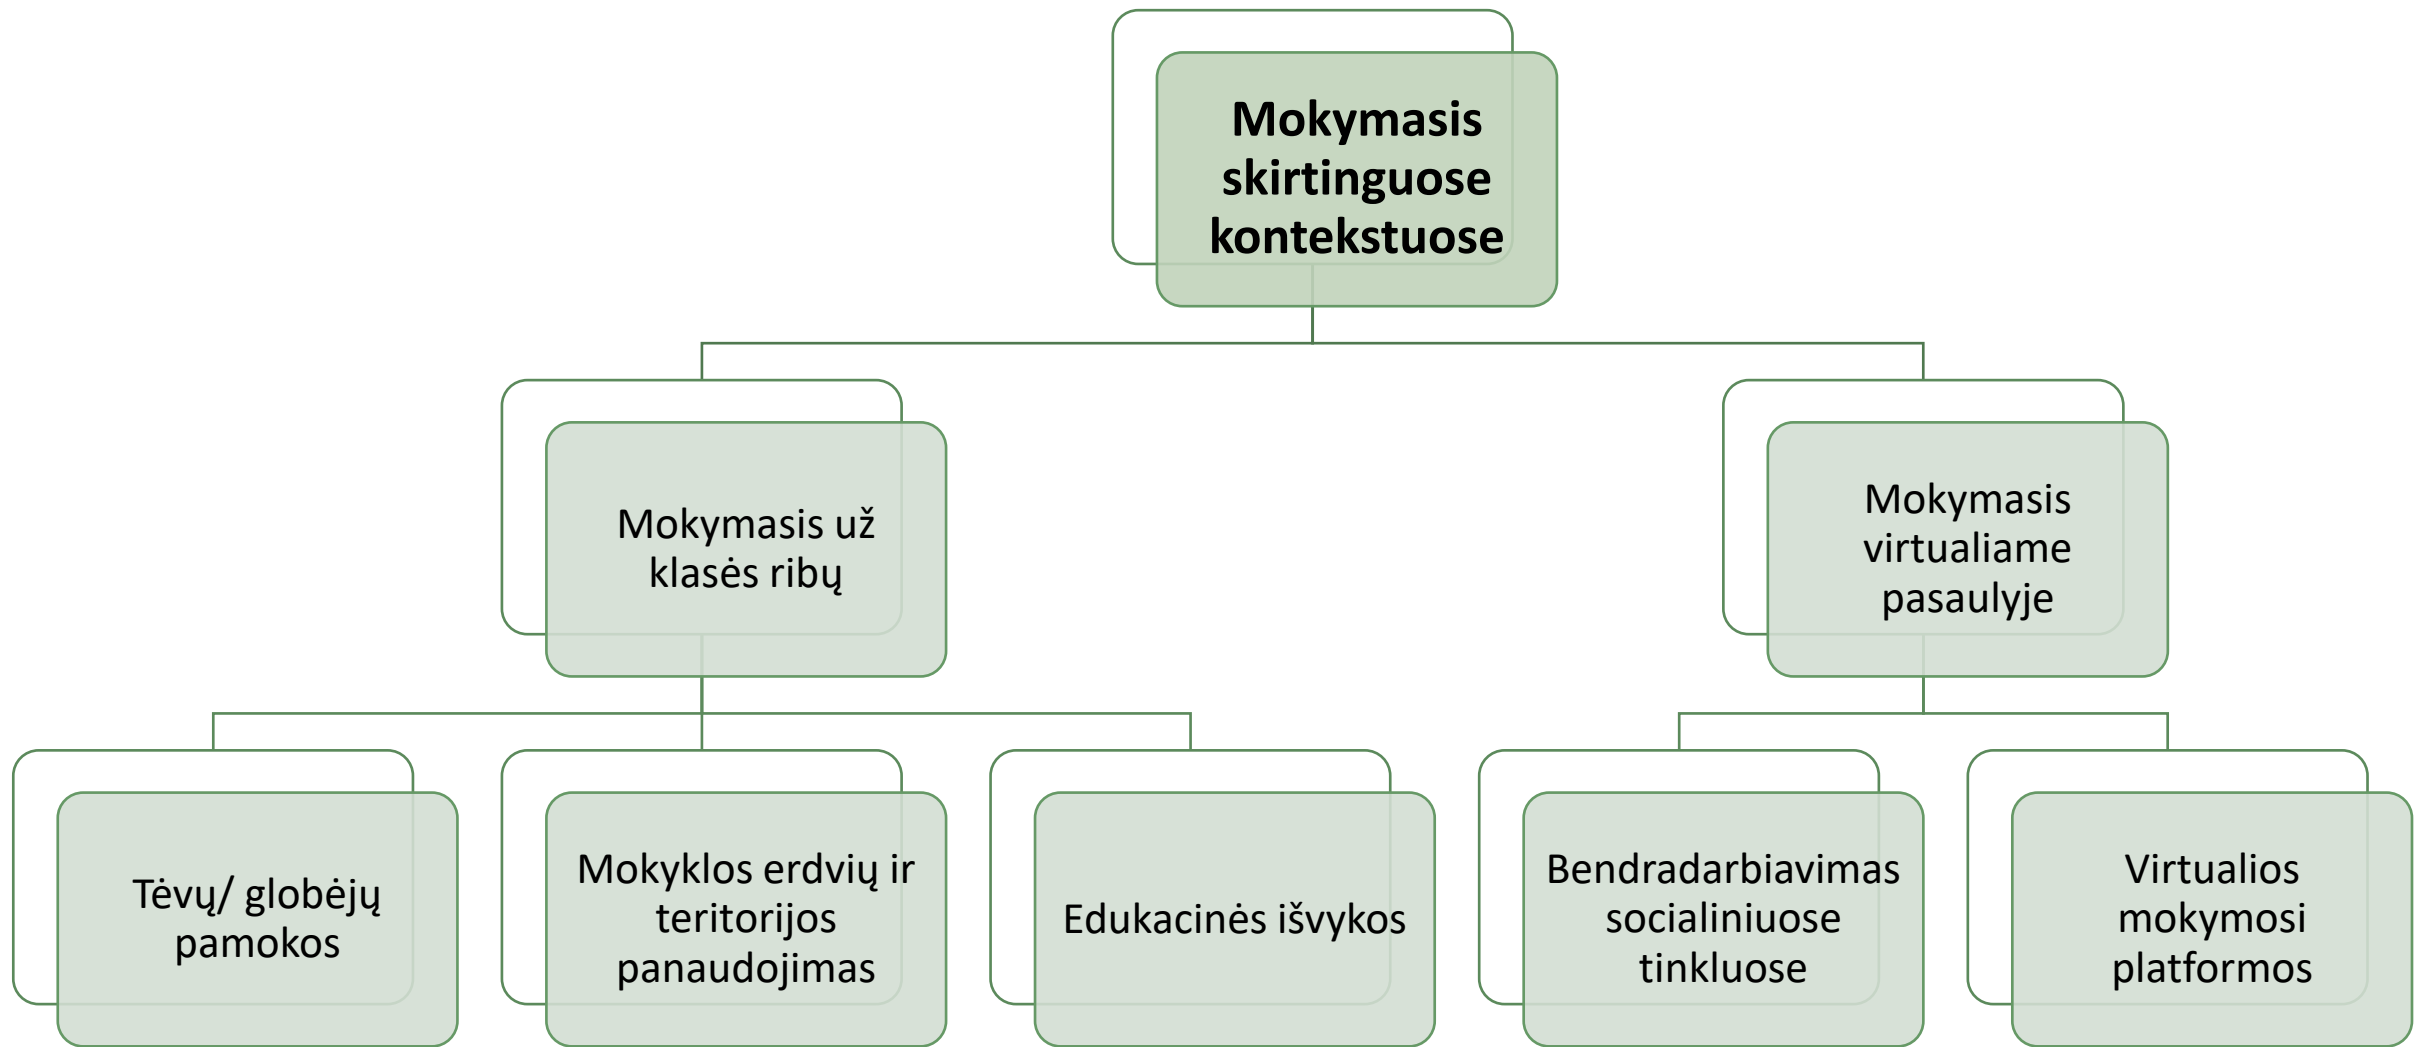 Mokymasis
skirtinguose
kontekstuose
Mokymasis už
klasės ribų
Mokymasis
virtualiame
pasaulyje
Tėvų/ globėjų
pamokos
Mokyklos erdvių ir
teritorijos
panaudojimas
Edukacinės išvykos
Bendradarbiavimas
socialiniuose
tinkluose
Virtualios
mokymosi
platformos